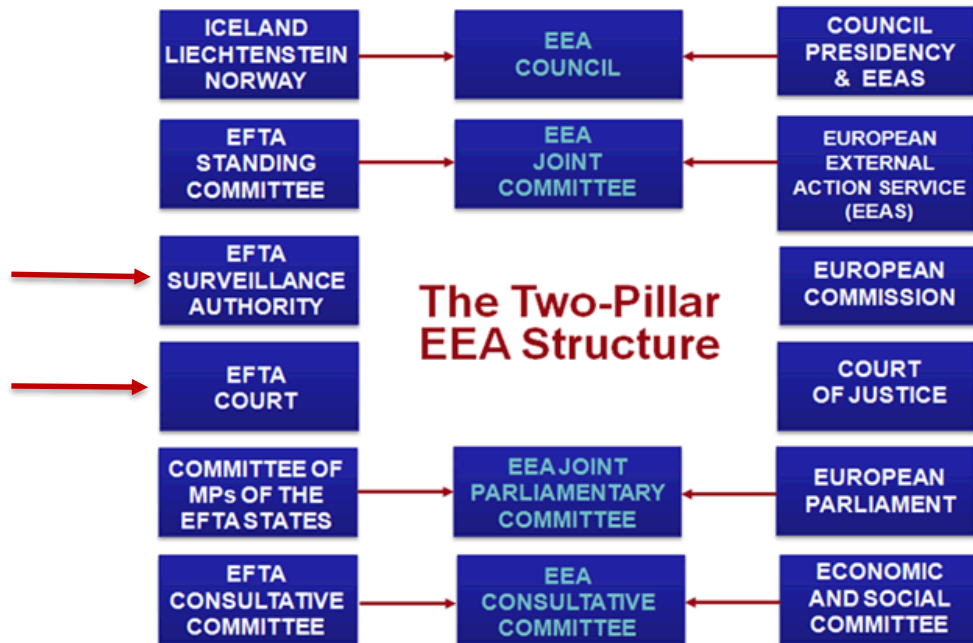 ICELAND
LIECHTENSTEIN
NORWAY
EEA
COUNCIL
COUNCIL
PRESIDENCY
& EEAS
EFTA
STANDING
COMMITTEE
EEA
JOINT
COMMITTEE
EUROPEAN
EXTERNAL
ACTION SERVICE
(EEAS)
EFTA
SURVEILLANCE
AUTHORITY
The Two-Pillar
EEA Structure
EUROPEAN
COMMISSION
EFTA
COURT
COURT
OF JUSTICE
COMMITTEE OF
MPs OF THE
EFTA STATES
EEA JOINT
PARLIAMENTARY
COMMITTEE
EUROPEAN
PARLIAMENT
EFTA
CONSULTATIVE
COMMITTEE
EEA
CONSULTATIVE
COMMITTEE
ECONOMIC
AND SOCIAL
COMMITTEE